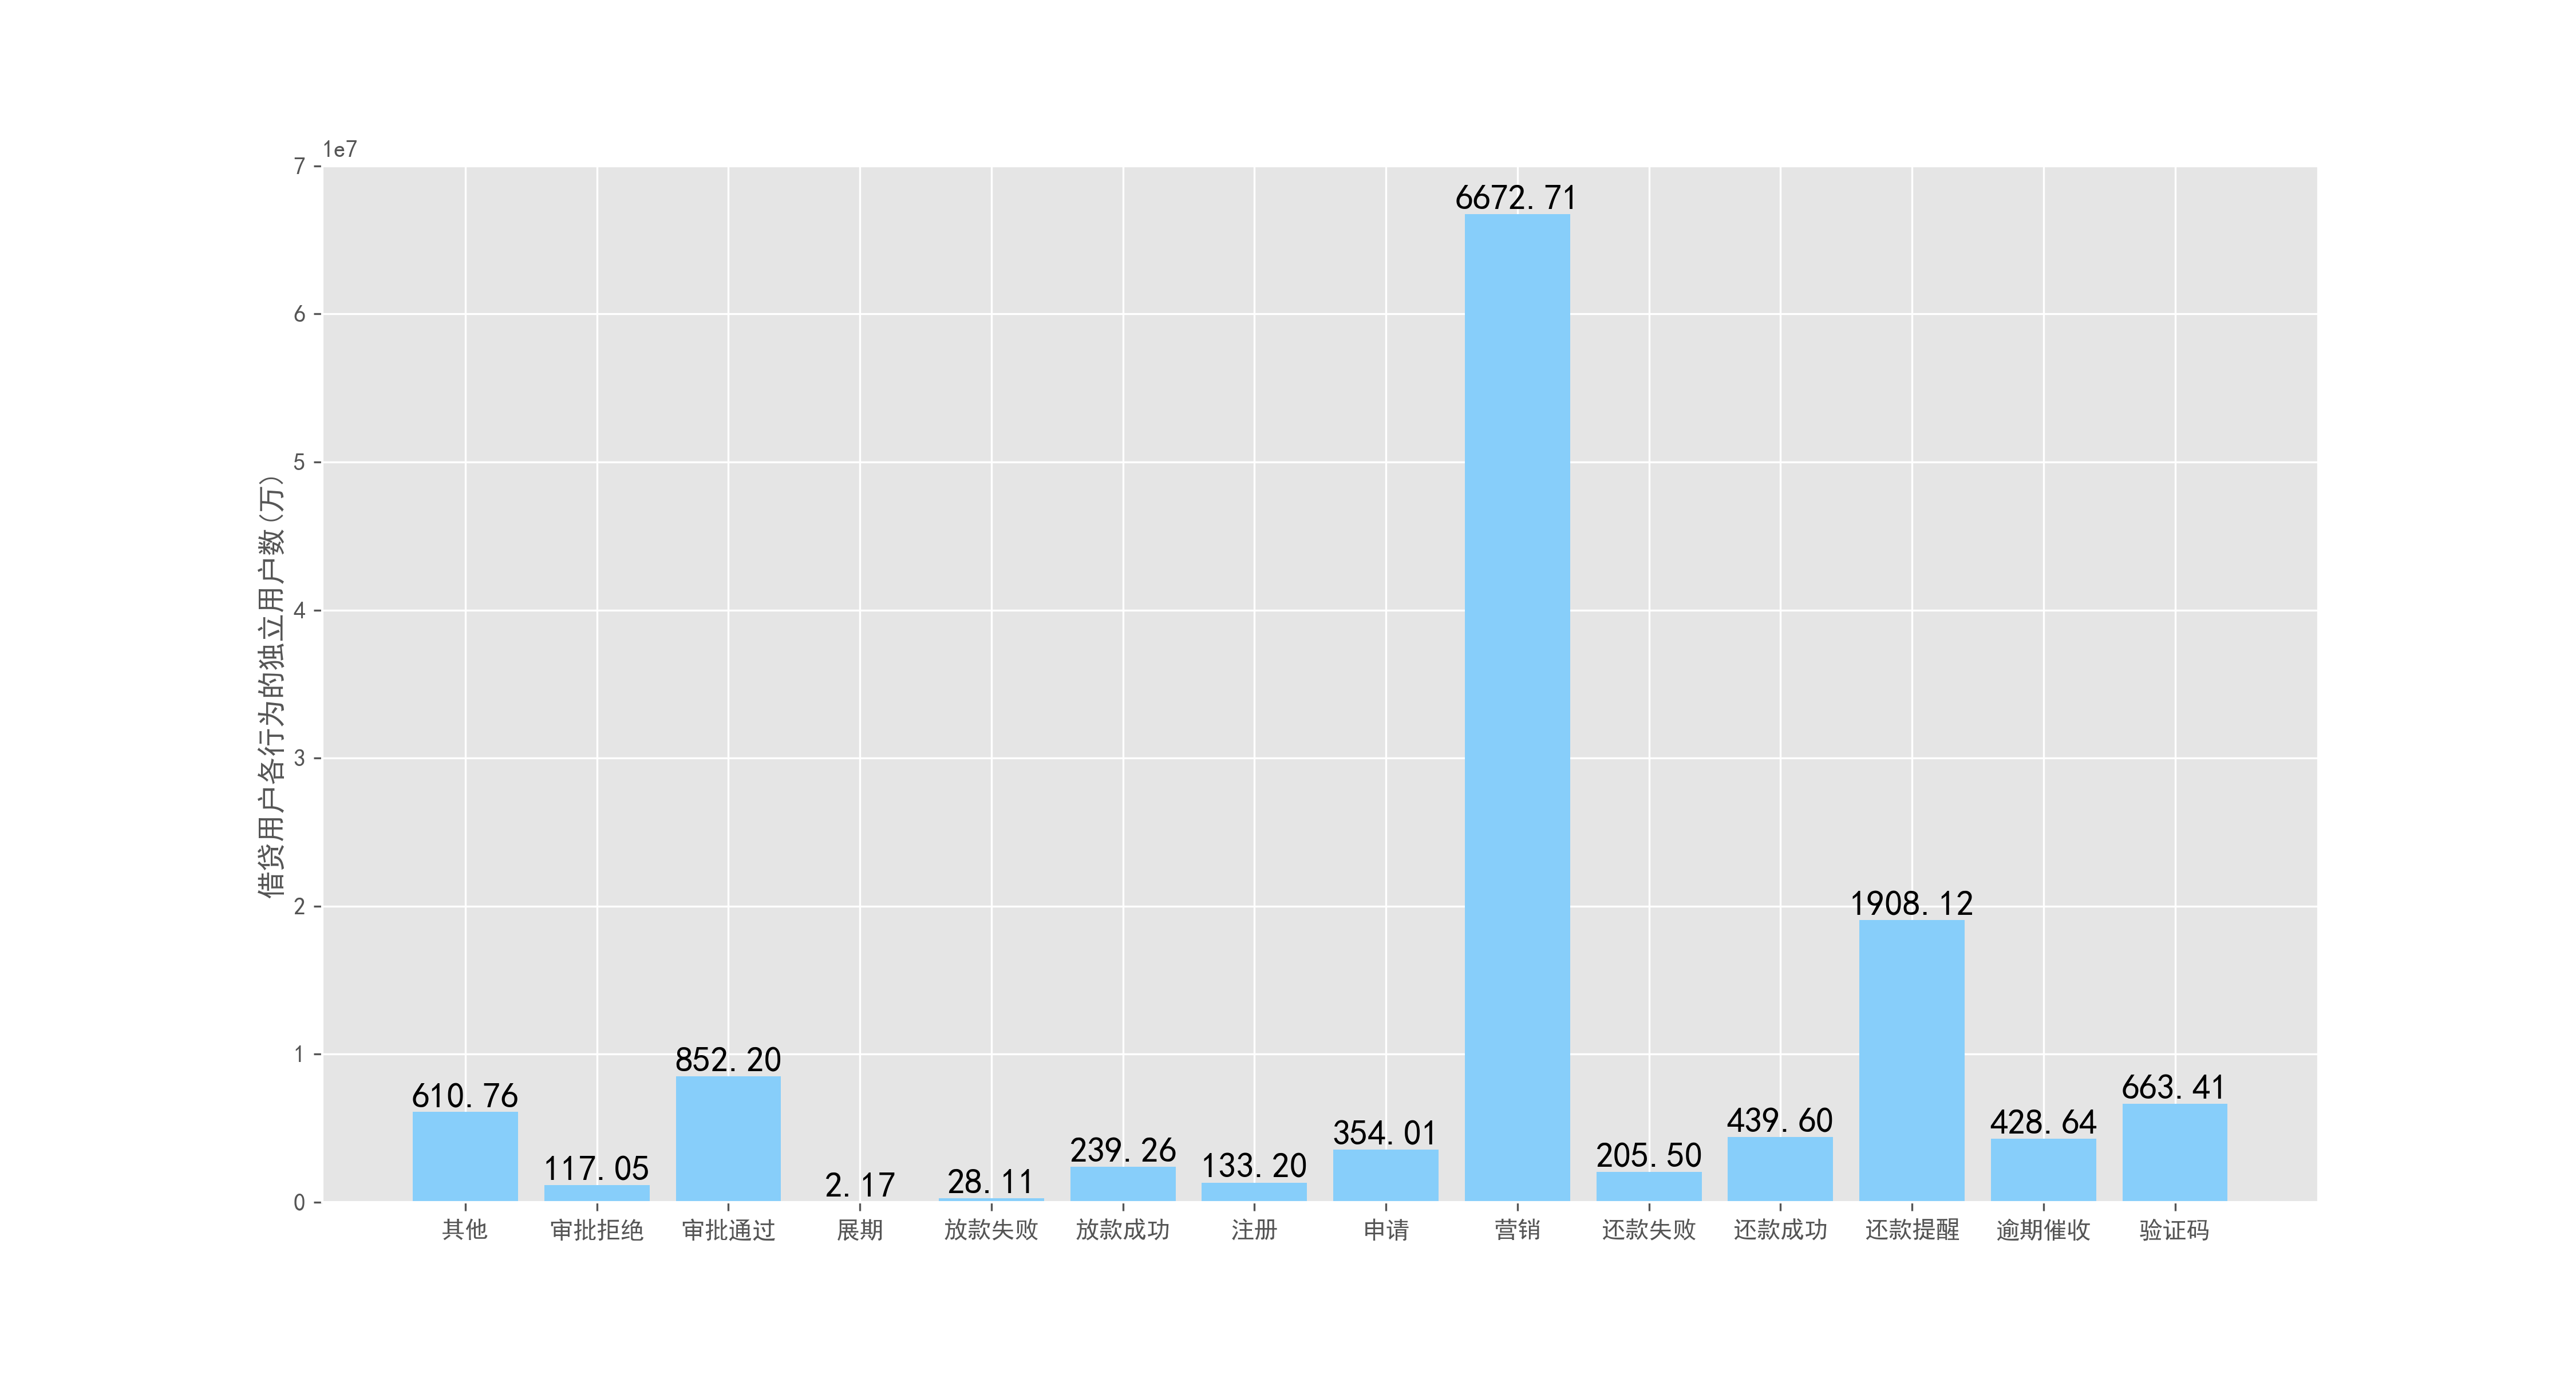 1e7
7
6
5
4
3
2
1
0
借贷用户各行为的独立用户数(万)
610.76
117.05
852.20
2.17
28.11
239.26
133.20
354.01
6672.71
205.50
439.60
1908.12
428.64
663.41
其他
审批拒绝
审批通过
展期
放款失败
放款成功
注册
申请
营销
还款失败
还款成功
还款提醒
逾期催收
验证码